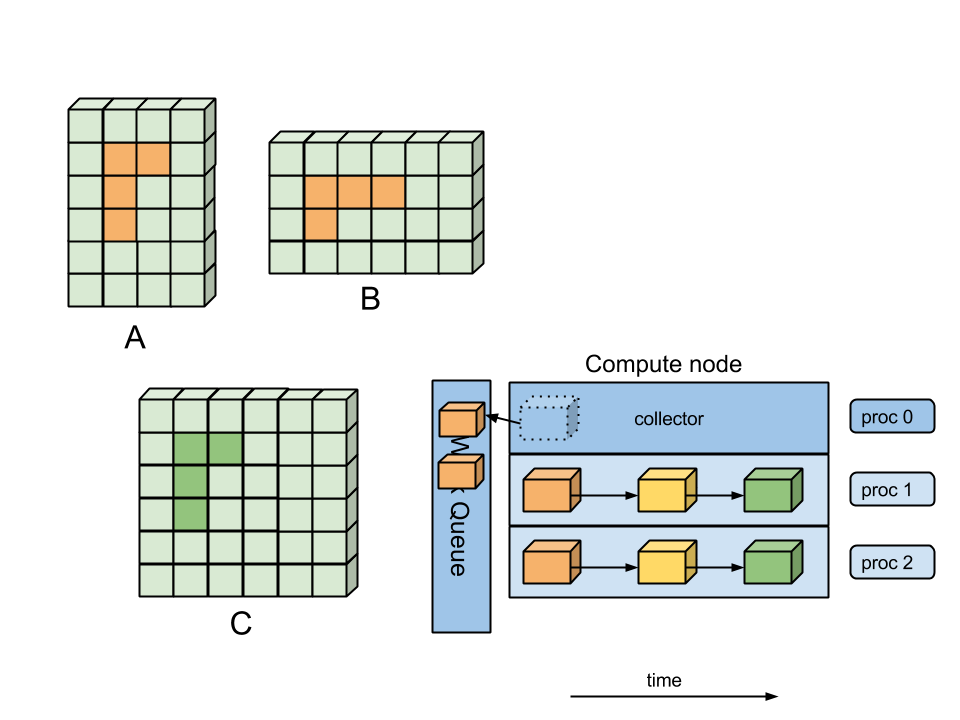 A
B
C
Compute node
collector
proc 0
proc 1
proc 2
Queue
time